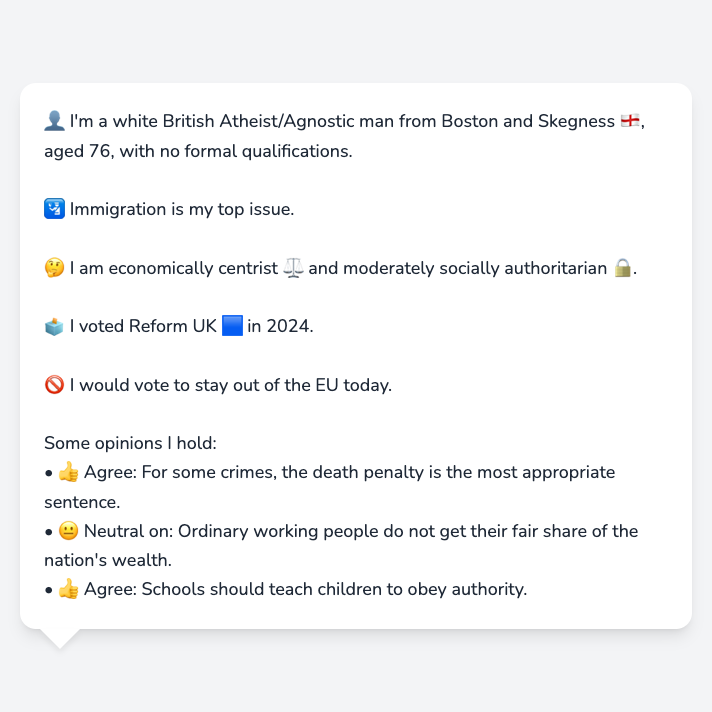 👤 I'm a white British Atheist/Agnostic man from Boston and Skegness 🏴󠁧󠁢󠁥󠁮󠁧󠁿,
aged 76, with no formal qualifications.
🛂 Immigration is my top issue.
🤔 I am economically centrist ⚖️ and moderately socially authoritarian 🔒.
🗳️ I voted Reform UK 🟦 in 2024.
🚫 I would vote to stay out of the EU today.
Some opinions I hold:
• 👍 Agree: For some crimes, the death penalty is the most appropriate
sentence.
• 😐 Neutral on: Ordinary working people do not get their fair share of the
nation's wealth.
• 👍 Agree: Schools should teach children to obey authority.